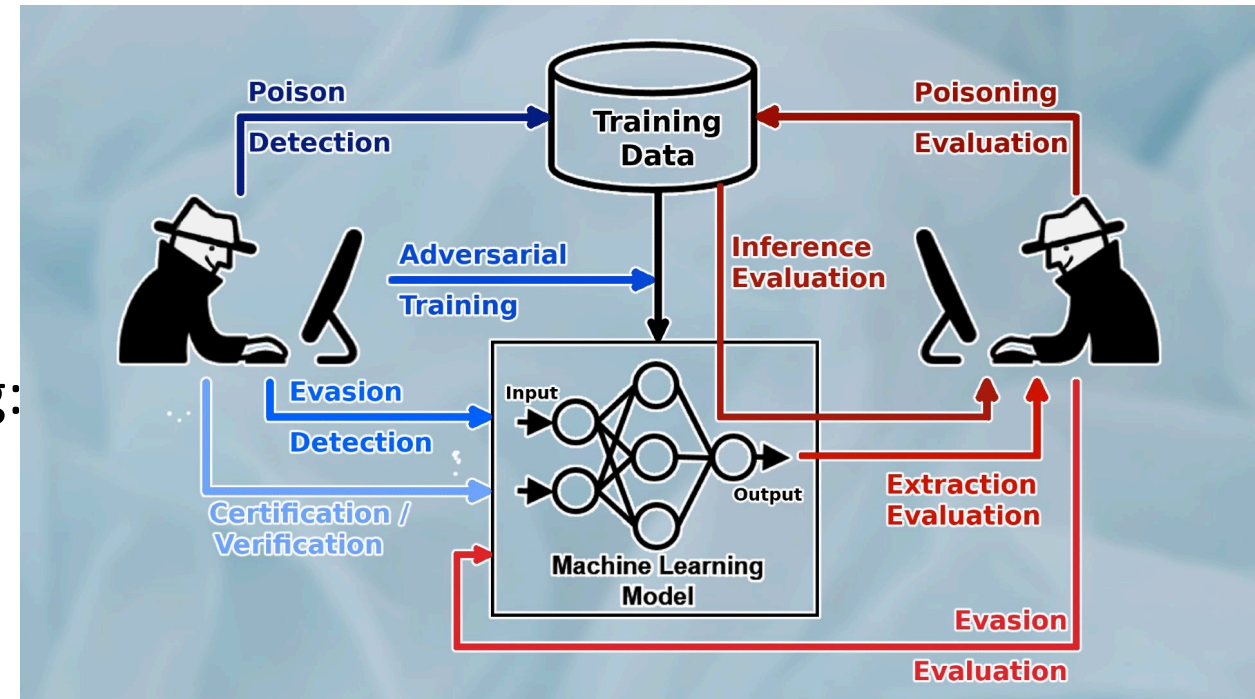 Poison
Detection
Training
Data
Poisoning
Evaluation
Adversarial
Training
Inference
Evaluation
g:
Evasion
Detection
Input
Output
Certification /
Verification
Extraction
Evaluation
Machine Learning
Model
Evasion
Evaluation